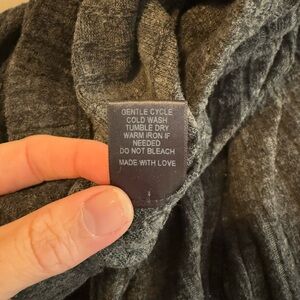 GENTLE CYCLE
COLD WASH
TUMBLE DRY
WARM IRON IF
NEEDED
DO NOT BLEACH
MADE WITH LOVE